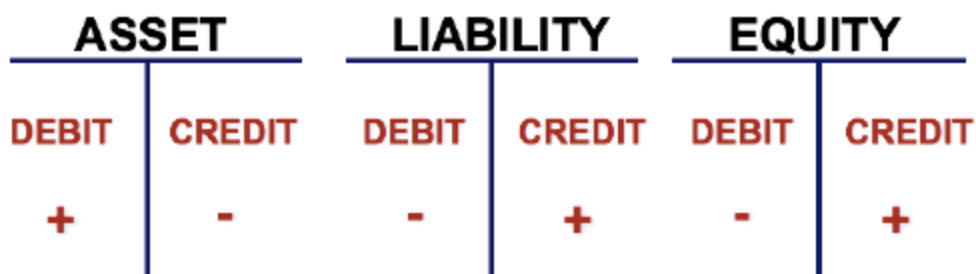 ASSET LIABILITY EQUITY
DEBIT CREDIT DEBIT CREDIT DEBIT CREDIT
+ - - + - +